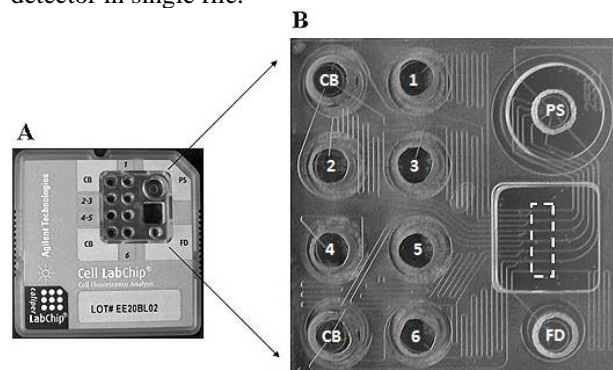 detector in single file.
A
B
1
CB
PS
2-3
4-5
CB
FD
6
Agilent Technologies
Cell LabChip®
Cell Fluorescence Analysis
caliper
LabChip®
LOT# EE20BL02
CB
1
PS
2
3
4
5
CB
6
FD